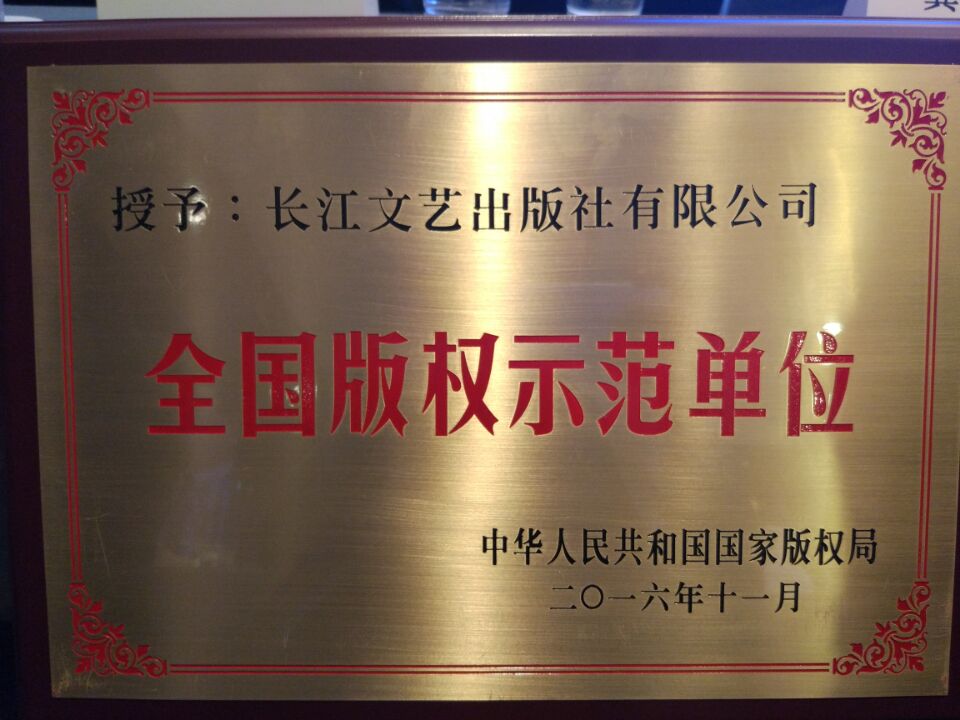 授予：长江文艺出版社有限公司
全国版权示范单位
中华人民共和国国家版权局
二〇一六年十一月